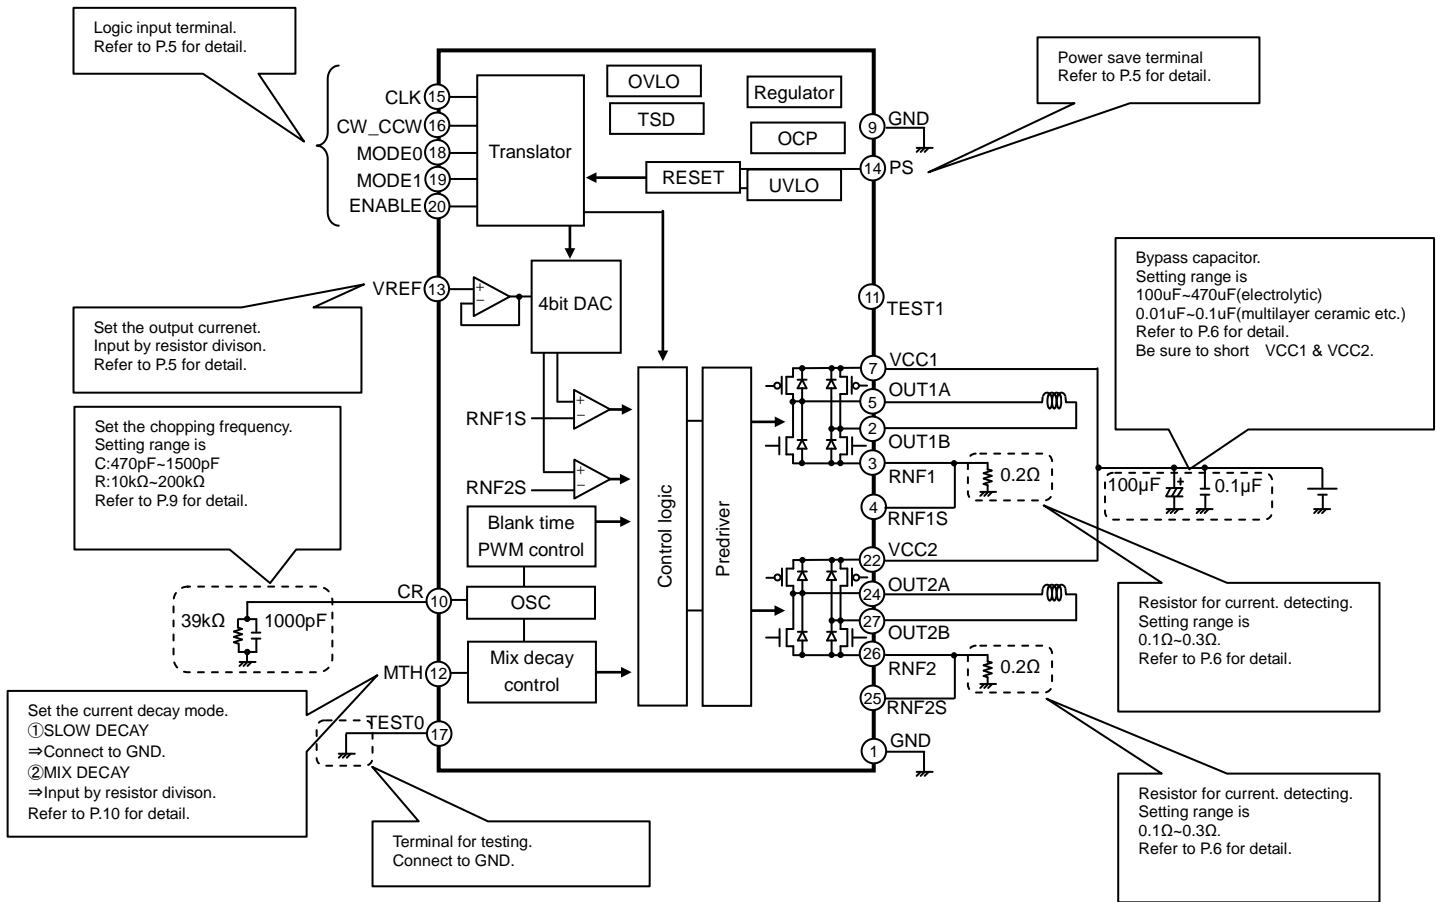 Logic input terminal.
Refer to P.5 for detail.
Power save terminal
Refer to P.5 for detail.
CLK 15
CW_CCW 16
MODE0 18
MODE1 19
ENABLE 20
Translator
OVLO
TSD
Regulator
OCP
RESET
UVLO
9 GND
14 PS
VREF 13
4bit DAC
11 TEST1
Set the output currenet.
Input by resistor divison.
Refer to P.5 for detail.
Bypass capacitor.
Setting range is
100uF~470uF(electrolytic)
0.01uF~0.1uF(multilayer ceramic etc.)
Refer to P.6 for detail.
Be sure to short VCC1 & VCC2.
Set the chopping frequency.
Setting range is
C:470pF~1500pF
R:10kΩ~200kΩ
Refer to P.9 for detail.
RNF1S
RNF2S
+
−
+
−
+
−
Blank time
PWM control
OSC
Mix decay
control
Control logic
Predriver
7 VCC1
5 OUT1A
2 OUT1B
3 RNF1
4 RNF1S
0.2Ω
100µF
+
0.1µF
22 VCC2
24 OUT2A
27 OUT2B
26 RNF2
25 RNF2S
0.2Ω
1 GND
CR 10
39kΩ
1000pF
MTH 12
TEST0
17
Set the current decay mode.
①SLOW DECAY
⇒Connect to GND.
②MIX DECAY
⇒Input by resistor divison.
Refer to P.10 for detail.
Terminal for testing.
Connect to GND.
Resistor for current. detecting.
Setting range is
0.1Ω~0.3Ω.
Refer to P.6 for detail.
Resistor for current. detecting.
Setting range is
0.1Ω~0.3Ω.
Refer to P.6 for detail.